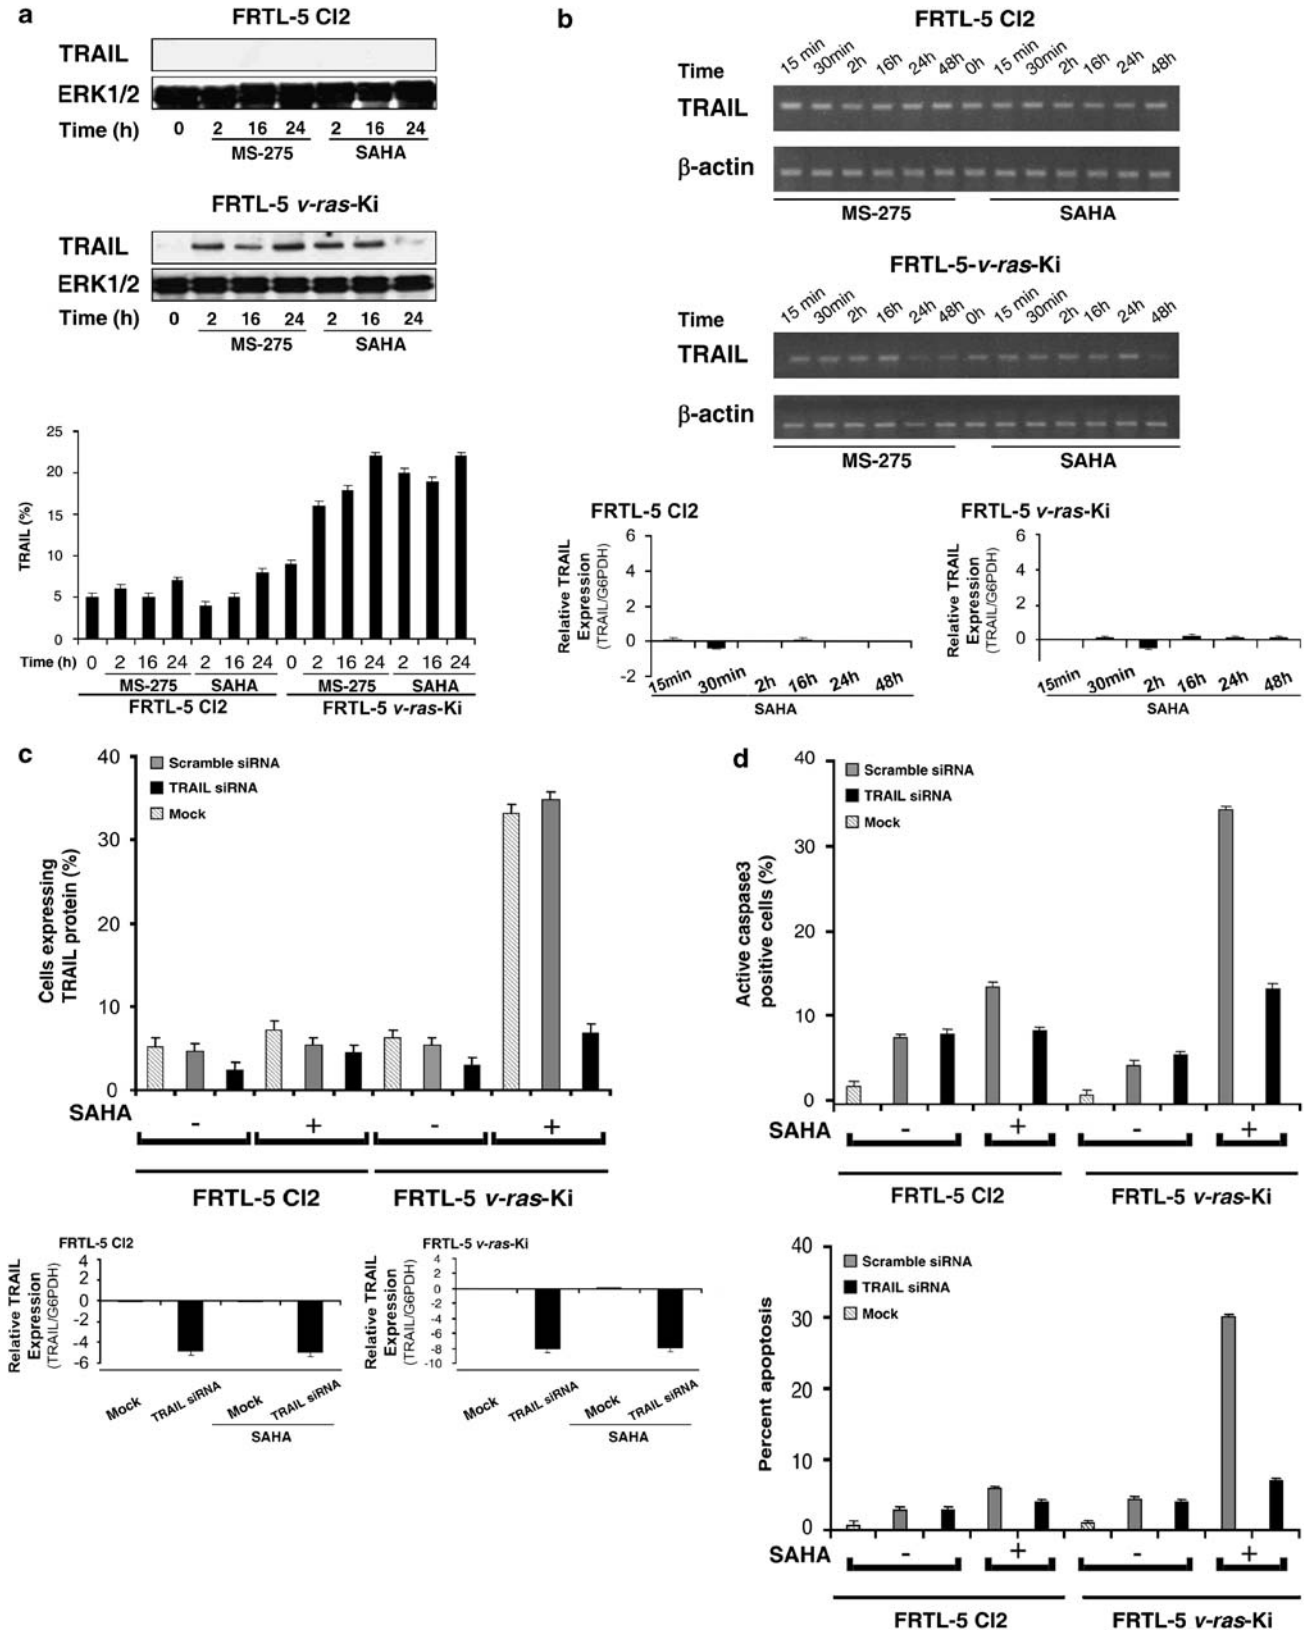 a
FRTL-5 Cl2
TRAIL
ERK1/2
Time (h) 0 2 16 24 2 16 24
MS-275 SAHA
FRTL-5 v-ras-Ki
TRAIL
ERK1/2
Time (h) 0 2 16 24 2 16 24
MS-275 SAHA
25
20
15
10
5
0
TRAIL (%)
Time (h) 0 2 16 24 2 16 24 0 2 16 24 2 16 24
MS-275 SAHA MS-275 SAHA
FRTL-5 Cl2 FRTL-5 v-ras-Ki
b
FRTL-5 Cl2
Time 15 min 30min 2h 16h 24h 48h 0h 15 min 30min 2h 16h 24h 48h
TRAIL
β-actin
MS-275 SAHA
FRTL-5-v-ras-Ki
Time 15 min 30min 2h 16h 24h 48h 0h 15 min 30min 2h 16h 24h 48h
TRAIL
β-actin
MS-275 SAHA
FRTL-5 Cl2
Relative TRAIL
Expression
(TRAIL/G6PDH)
6
4
2
0
-2
15min 30min 2h 16h 24h 48h
SAHA
FRTL-5 v-ras-Ki
Relative TRAIL
Expression
(TRAIL/G6PDH)
6
4
2
0
15min 30min 2h 16h 24h 48h
SAHA
c
Scramble siRNA
TRAIL siRNA
Mock
Cells expressing
TRAIL protein (%)
40
30
20
10
0
SAHA - + - +
FRTL-5 Cl2 FRTL-5 v-ras-Ki
FRTL-5 Cl2
Relative TRAIL
Expression
(TRAIL/G6PDH)
4
2
0
-2
-4
-6
Mock TRAIL siRNA Mock TRAIL siRNA
SAHA
FRTL-5 v-ras-Ki
Relative TRAIL
Expression
(TRAIL/G6PDH)
4
2
0
-2
-4
-6
-8
-10
Mock TRAIL siRNA Mock TRAIL siRNA
SAHA
d
Scramble siRNA
TRAIL siRNA
Mock
Active caspase3
positive cells (%)
40
30
20
10
0
SAHA - + - +
FRTL-5 Cl2 FRTL-5 v-ras-Ki
Scramble siRNA
TRAIL siRNA
Mock
Percent apoptosis
40
30
20
10
0
SAHA - + - +
FRTL-5 Cl2 FRTL-5 v-ras-Ki